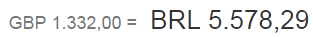 GBP 1.332,00 = BRL 5.578,29